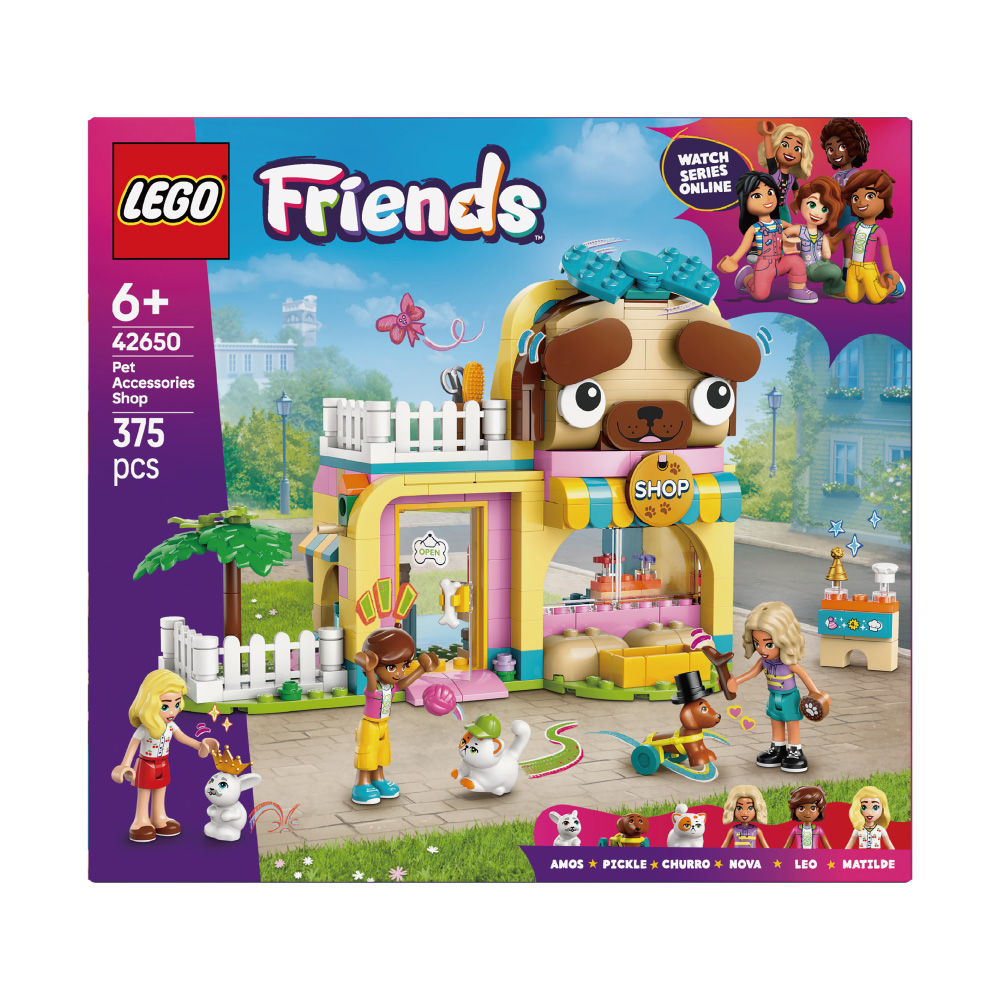 LEGO
Friends™
WATCH
SERIES
ONLINE
6+
42650
Pet
Accessories
Shop
375
pcs
SHOP
OPEN
AMOS ★ PICKLE ★ CHURRO ★ NOVA ★ LEO ★ MATILDE